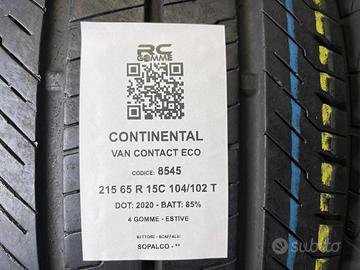 RC
GOMME
CONTINENTAL
VAN CONTACT ECO
CODICE: 8545
215 65 R 15C 104/102 T
DOT: 2020 - BATT: 85%
4 GOMME - ESTIVE
SETTORE - SCAFFALE:
SOPALCO - **
subito